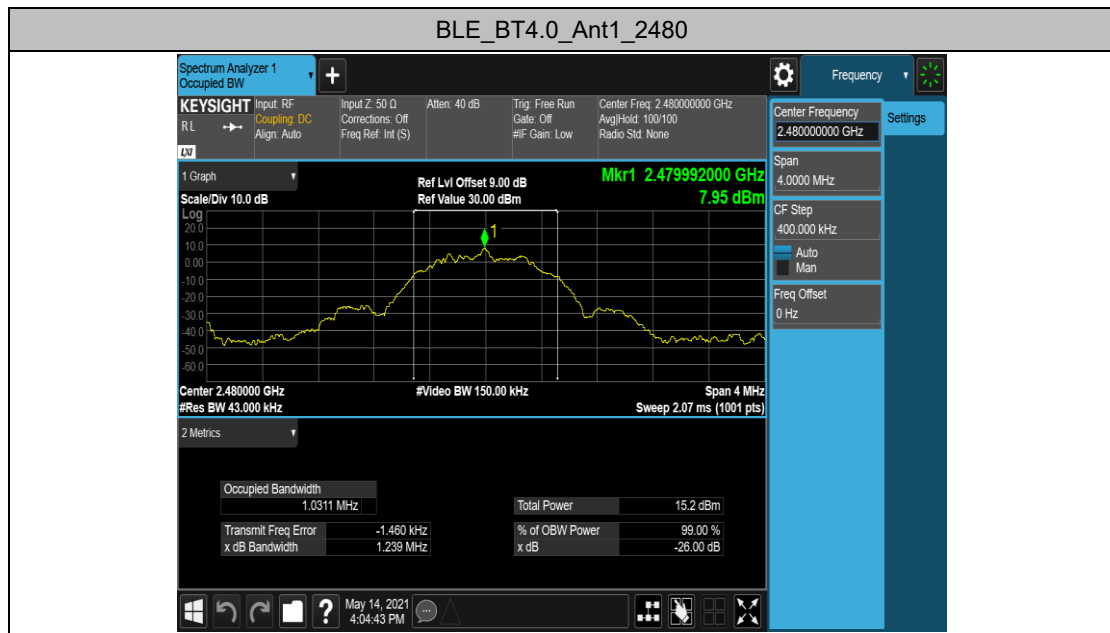 BLE_BT4.0_Ant1_2480
Spectrum Analyzer 1
Occupied BW
+
Frequency
KEYSIGHT
RL
LXI
Input: RF
Coupling: DC
Align: Auto
Input Z: 50 Ω
Corrections: Off
Freq Ref: Int (S)
Atten: 40 dB
Trig: Free Run
Gate: Off
#IF Gain: Low
Center Freq: 2.480000000 GHz
Avg|Hold: 100/100
Radio Std: None
Center Frequency
2.480000000 GHz
Settings
Span
4.0000 MHz
CF Step
400.000 kHz
Auto
Man
Freq Offset
0 Hz
1 Graph
Scale/Div 10.0 dB
Ref Lvl Offset 9.00 dB
Ref Value 30.00 dBm
Mkr1 2.479992000 GHz
7.95 dBm
Log
20.0
10.0
0.00
-10.0
-20.0
-30.0
-40.0
-50.0
-60.0
1
Center 2.480000 GHz
#Video BW 150.00 kHz
Span 4 MHz
#Res BW 43.000 kHz
Sweep 2.07 ms (1001 pts)
2 Metrics
Occupied Bandwidth
1.0311 MHz
Total Power 15.2 dBm
Transmit Freq Error -1.460 kHz
% of OBW Power 99.00 %
x dB Bandwidth 1.239 MHz
x dB -26.00 dB
?
May 14, 2021
4:04:43 PM